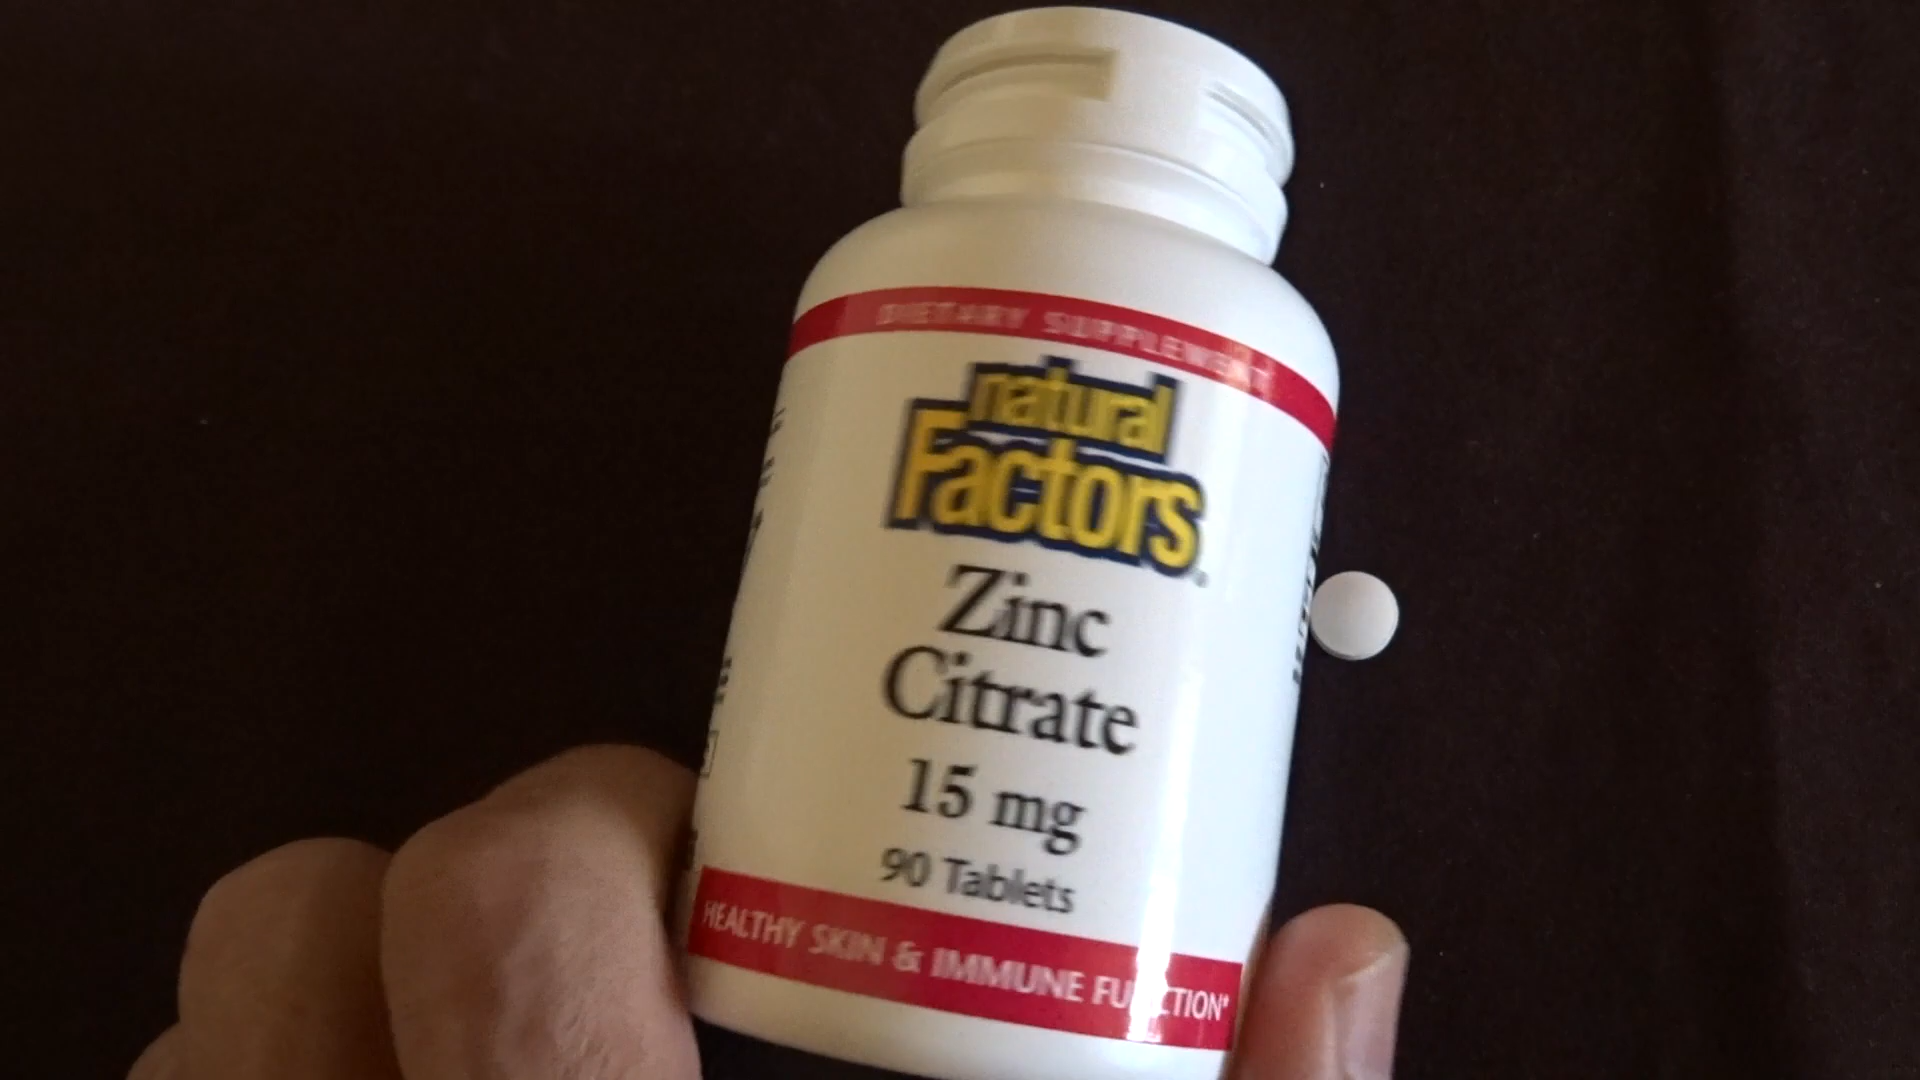 DIETARY SUPPLEMENT
natural
Factors
Zinc
Citrate
15 mg
90 Tablets
HEALTHY SKIN & IMMUNE FUNCTION*